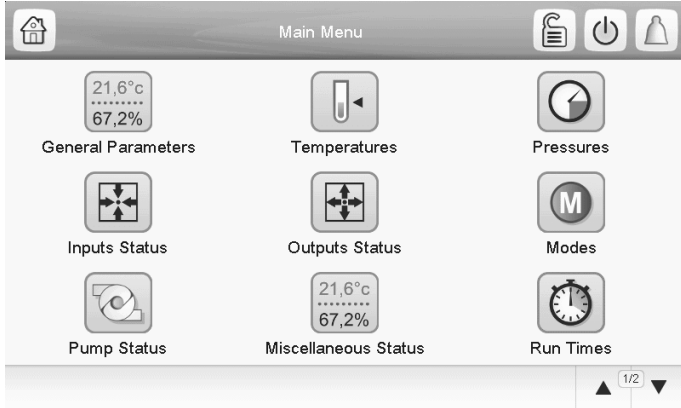 Main Menu
21,6°c
67,2%
General Parameters
Temperatures
Pressures
Inputs Status
Outputs Status
M
Modes
Pump Status
21,6°c
67,2%
Miscellaneous Status
Run Times
1/2